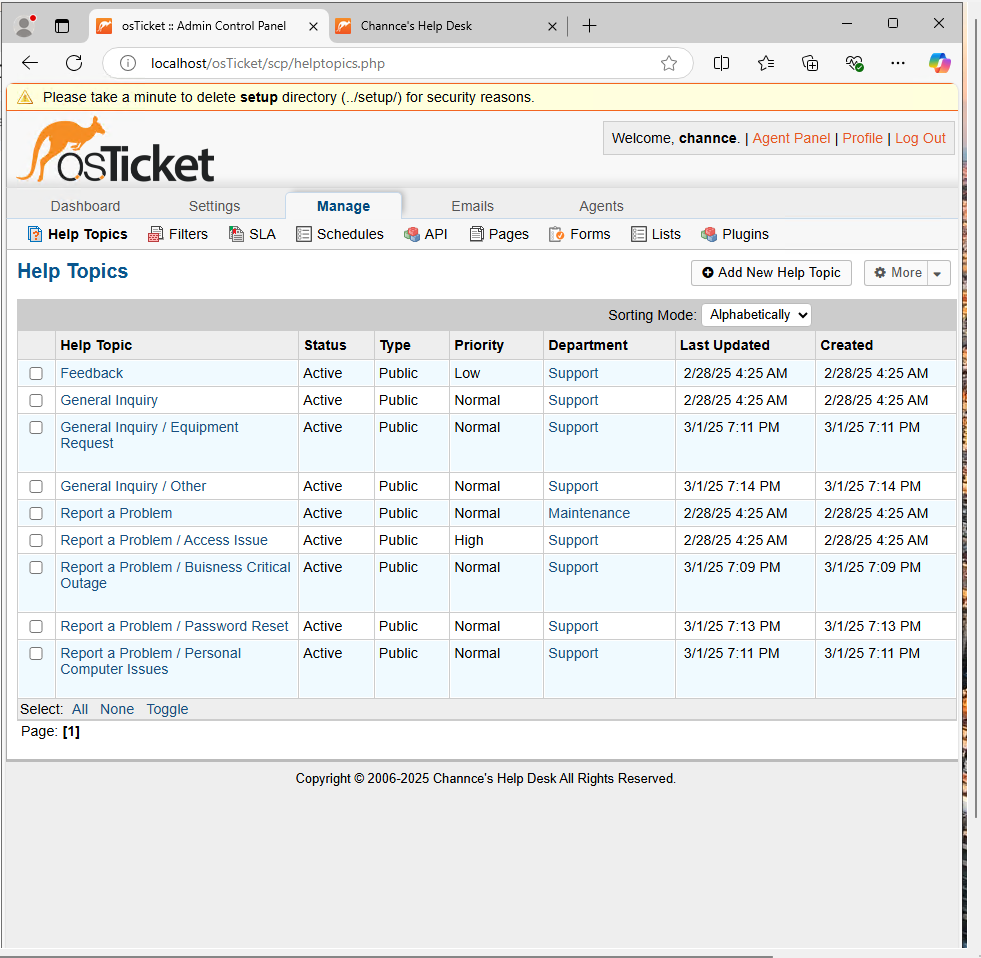 osTicket :: Admin Control Panel
Channce's Help Desk
localhost/osTicket/scp/helptopics.php
Please take a minute to delete setup directory (../setup/) for security reasons.
osTicket
Welcome, channce. | Agent Panel | Profile | Log Out
Dashboard Settings Manage Emails Agents
Help Topics Filters SLA Schedules API Pages Forms Lists Plugins
Help Topics
Add New Help Topic More
Sorting Mode: Alphabetically
Help Topic Status Type Priority Department Last Updated Created
Feedback Active Public Low Support 2/28/25 4:25 AM 2/28/25 4:25 AM
General Inquiry Active Public Normal Support 2/28/25 4:25 AM 2/28/25 4:25 AM
General Inquiry / Equipment Active Public Normal Support 3/1/25 7:11 PM 3/1/25 7:11 PM
Request
General Inquiry / Other Active Public Normal Support 3/1/25 7:14 PM 3/1/25 7:14 PM
Report a Problem Active Public Normal Maintenance 2/28/25 4:25 AM 2/28/25 4:25 AM
Report a Problem / Access Issue Active Public High Support 2/28/25 4:25 AM 2/28/25 4:25 AM
Report a Problem / Buisness Critical Active Public Normal Support 3/1/25 7:09 PM 3/1/25 7:09 PM
Outage
Report a Problem / Password Reset Active Public Normal Support 3/1/25 7:13 PM 3/1/25 7:13 PM
Report a Problem / Personal Active Public Normal Support 3/1/25 7:11 PM 3/1/25 7:11 PM
Computer Issues
Select: All None Toggle
Page: [1]
Copyright © 2006-2025 Channce's Help Desk All Rights Reserved.